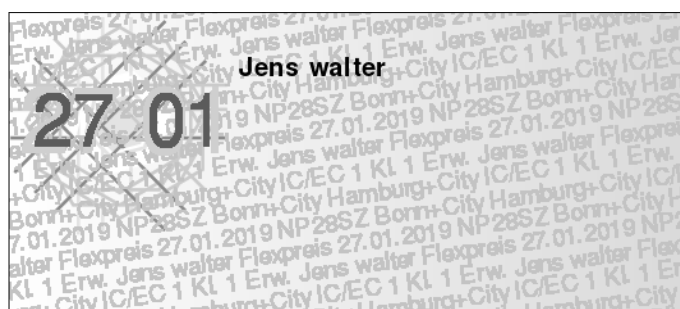 Flexpreis 27.01.2019 NP28SZ Bonn+City Hamburg+City IC/EC 1 Kl. 1 Erw. Jens walter
Jens walter
27 01